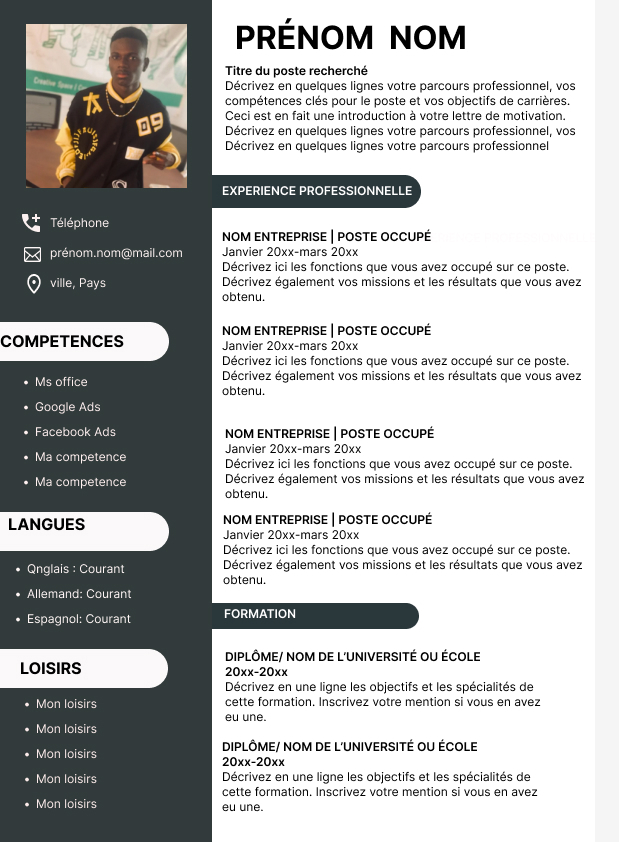 Creative Space
09
Téléphone
prénom.nom@mail.com
ville, Pays
COMPETENCES
• Ms office
• Google Ads
• Facebook Ads
• Ma competence
• Ma competence
LANGUES
• Qnglais : Courant
• Allemand: Courant
• Espagnol: Courant
LOISIRS
• Mon loisirs
• Mon loisirs
• Mon loisirs
• Mon loisirs
• Mon loisirs
PRÉNOM NOM
Titre du poste recherché
Décrivez en quelques lignes votre parcours professionnel, vos
compétences clés pour le poste et vos objectifs de carrières.
Ceci est en fait une introduction à votre lettre de motivation.
Décrivez en quelques lignes votre parcours professionnel, vos
Décrivez en quelques lignes votre parcours professionnel
EXPERIENCE PROFESSIONNELLE
NOM ENTREPRISE | POSTE OCCUPÉ
Janvier 20xx-mars 20xx
Décrivez ici les fonctions que vous avez occupé sur ce poste.
Décrivez également vos missions et les résultats que vous avez
obtenu.
NOM ENTREPRISE | POSTE OCCUPÉ
Janvier 20xx-mars 20xx
Décrivez ici les fonctions que vous avez occupé sur ce poste.
Décrivez également vos missions et les résultats que vous avez
obtenu.
NOM ENTREPRISE | POSTE OCCUPÉ
Janvier 20xx-mars 20xx
Décrivez ici les fonctions que vous avez occupé sur ce poste.
Décrivez également vos missions et les résultats que vous avez
obtenu.
NOM ENTREPRISE | POSTE OCCUPÉ
Janvier 20xx-mars 20xx
Décrivez ici les fonctions que vous avez occupé sur ce poste.
Décrivez également vos missions et les résultats que vous avez
obtenu.
FORMATION
DIPLÔME/ NOM DE L’UNIVERSITÉ OU ÉCOLE
20xx-20xx
Décrivez en une ligne les objectifs et les spécialités de
cette formation. Inscrivez votre mention si vous en avez
eu une.
DIPLÔME/ NOM DE L’UNIVERSITÉ OU ÉCOLE
20xx-20xx
Décrivez en une ligne les objectifs et les spécialités de
cette formation. Inscrivez votre mention si vous en avez
eu une.